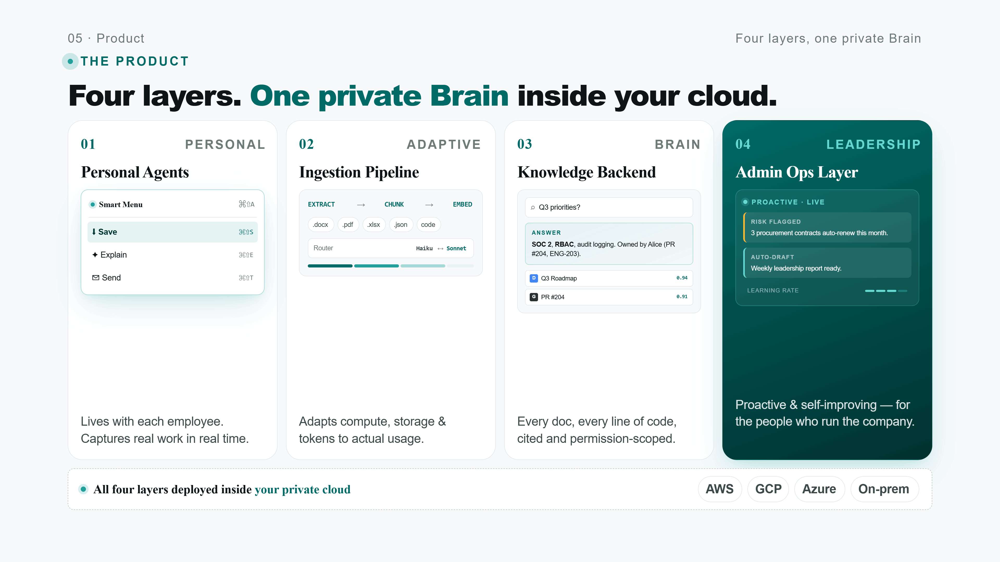 05 · Product
Four layers, one private Brain
THE PRODUCT
Four layers. One private Brain inside your cloud.
01 PERSONAL
Personal Agents
Smart Menu ⌘⇧A
⬇ Save ⌘⇧S
✦ Explain ⌘⇧E
✉ Send ⌘⇧T
Lives with each employee.
Captures real work in real time.
02 ADAPTIVE
Ingestion Pipeline
EXTRACT → CHUNK → EMBED
.docx .pdf .xlsx .json code
Router Haiku ↔ Sonnet
Adapts compute, storage &
tokens to actual usage.
03 BRAIN
Knowledge Backend
⌕ Q3 priorities?
ANSWER
SOC 2, RBAC, audit logging. Owned by Alice (PR
#204, ENG-203).
D Q3 Roadmap 0.94
G PR #204 0.91
Every doc, every line of code,
cited and permission-scoped.
04 LEADERSHIP
Admin Ops Layer
PROACTIVE · LIVE
RISK FLAGGED
3 procurement contracts auto-renew this month.
AUTO-DRAFT
Weekly leadership report ready.
LEARNING RATE
Proactive & self-improving — for
the people who run the company.
All four layers deployed inside your private cloud
AWS GCP Azure On-prem